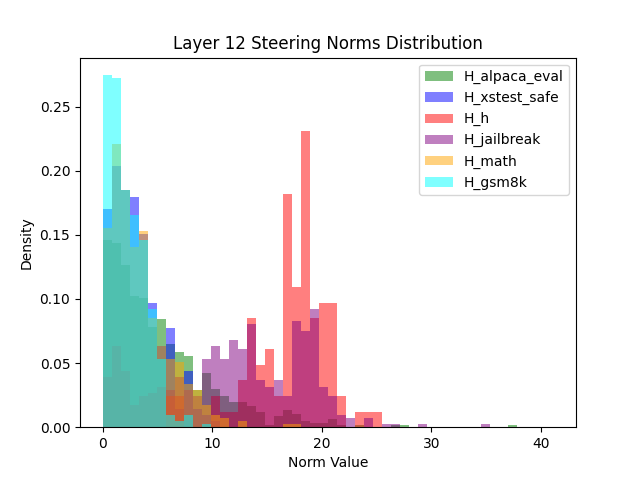 Layer 12 Steering Norms Distribution
H_alpaca_eval
H_xstest_safe
H_h
H_jailbreak
H_math
H_gsm8k
Density
0.25
0.20
0.15
0.10
0.05
0.00
0
10
20
30
40
Norm Value